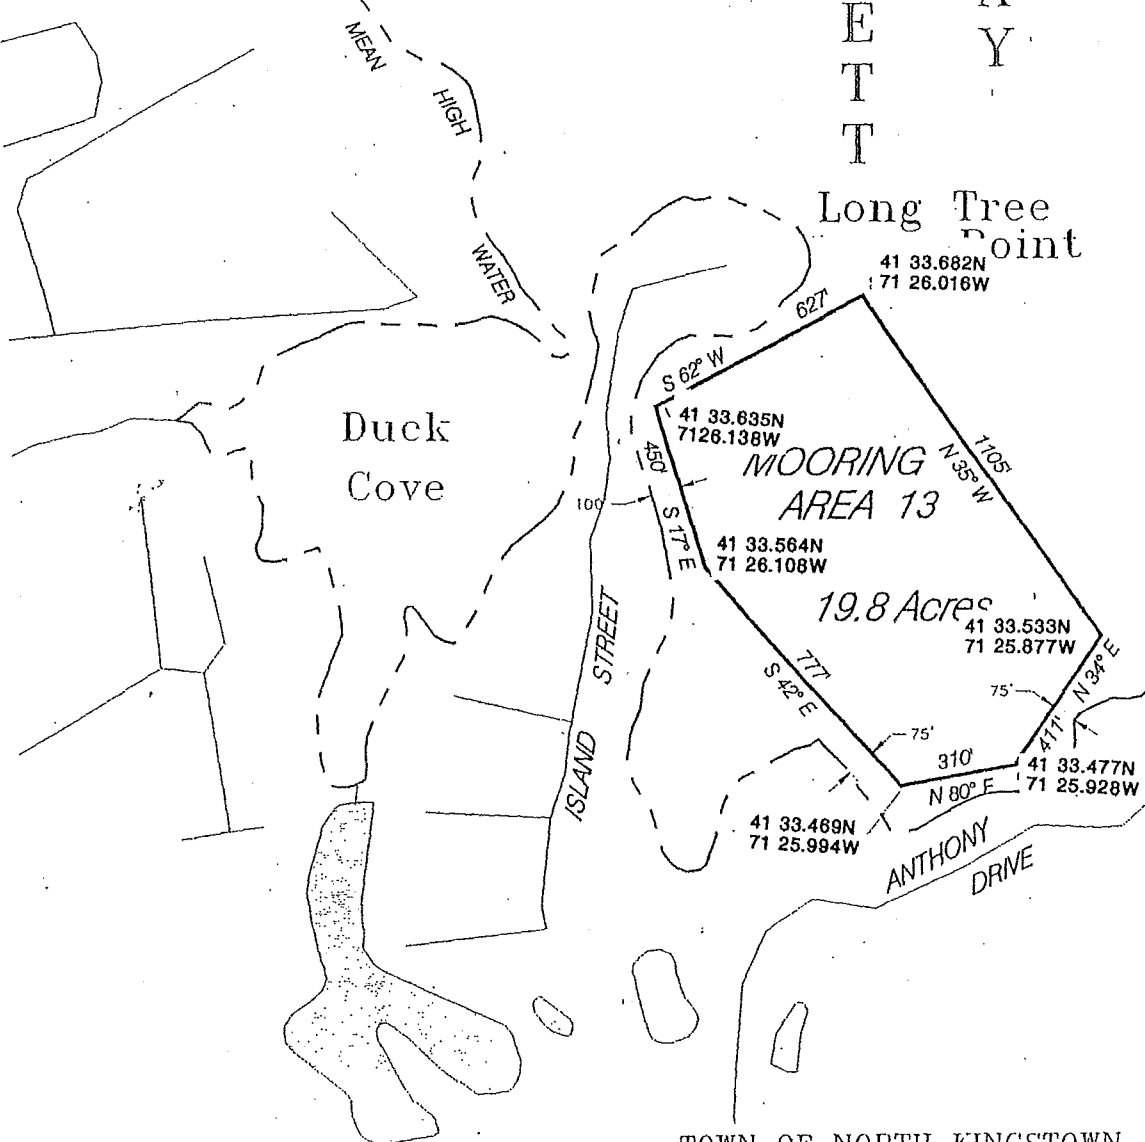 E
T
T
Y
MEAN
HIGH
WATER
Long Tree
Point
41 33.682N
71 26.016W
627'
S 62° W
41 33.635N
7126.138W
Duck
Cove
MOORING
AREA 13
1105'
N 35° W
450'
100'
S 17° E
41 33.564N
71 26.108W
19.8 Acres
41 33.533N
71 25.877W
ISLAND STREET
777'
S 42° E
75'
N 34° E
411'
75'
310'
N 80° E
41 33.477N
71 25.928W
41 33.469N
71 25.994W
ANTHONY
DRIVE
TOWN OF NORTH KINGSTOWN